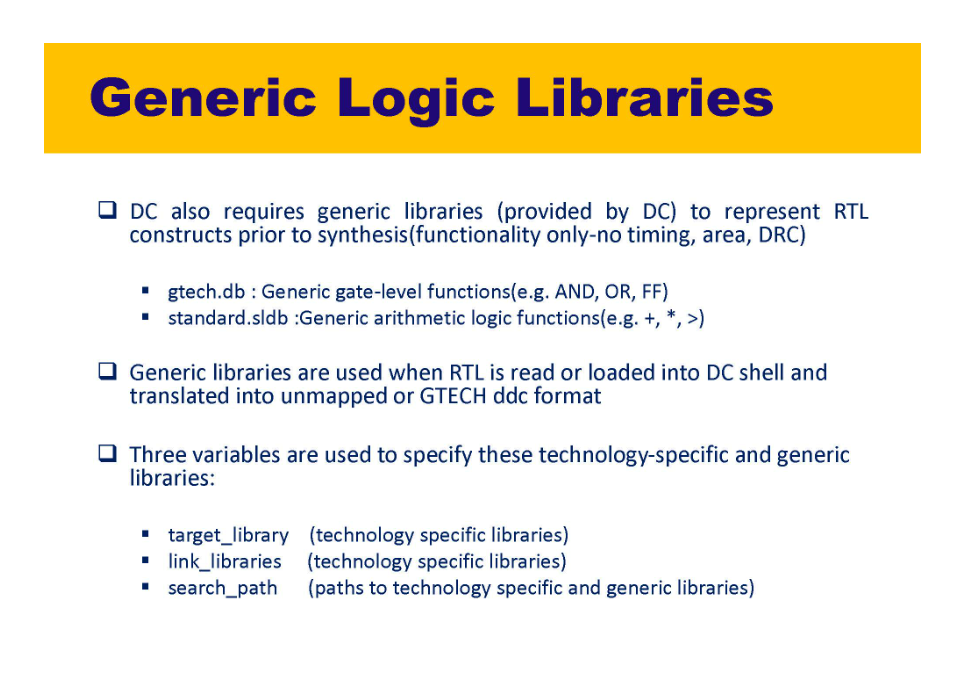 Generic Logic Libraries
❑ DC also requires generic libraries (provided by DC) to represent RTL
constructs prior to synthesis(functionality only-no timing, area, DRC)
▪ gtech.db : Generic gate-level functions(e.g. AND, OR, FF)
▪ standard.sldb :Generic arithmetic logic functions(e.g. +, *, >)
❑ Generic libraries are used when RTL is read or loaded into DC shell and
translated into unmapped or GTECH ddc format
❑ Three variables are used to specify these technology-specific and generic
libraries:
▪ target_library (technology specific libraries)
▪ link_libraries (technology specific libraries)
▪ search_path (paths to technology specific and generic libraries)